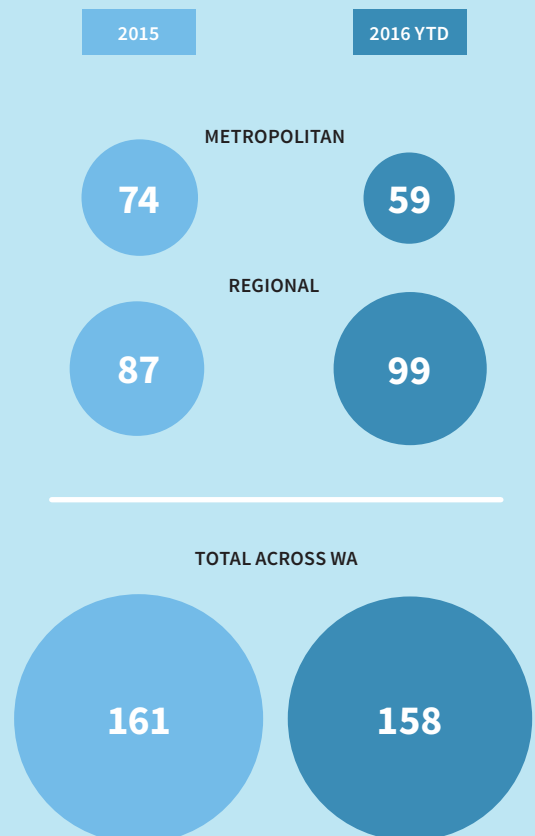 2015
2016 YTD
METROPOLITAN
74
59
REGIONAL
87
99
TOTAL ACROSS WA
161
158